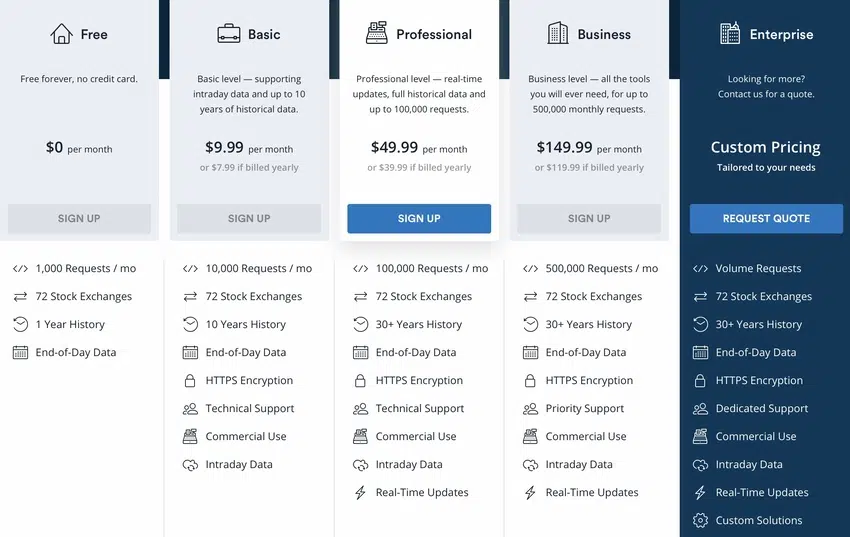 Free
Free forever, no credit card.
$0 per month
SIGN UP
1,000 Requests / mo
72 Stock Exchanges
1 Year History
End-of-Day Data
Basic
Basic level — supporting
intraday data and up to 10
years of historical data.
$9.99 per month
or $7.99 if billed yearly
SIGN UP
10,000 Requests / mo
72 Stock Exchanges
10 Years History
End-of-Day Data
HTTPS Encryption
Technical Support
Commercial Use
Intraday Data
Professional
Professional level — real-time
updates, full historical data and
up to 100,000 requests.
$49.99 per month
or $39.99 if billed yearly
SIGN UP
100,000 Requests / mo
72 Stock Exchanges
30+ Years History
End-of-Day Data
HTTPS Encryption
Technical Support
Commercial Use
Intraday Data
Real-Time Updates
Business
Business level — all the tools
you will ever need, for up to
500,000 monthly requests.
$149.99 per month
or $119.99 if billed yearly
SIGN UP
500,000 Requests / mo
72 Stock Exchanges
30+ Years History
End-of-Day Data
HTTPS Encryption
Priority Support
Commercial Use
Intraday Data
Real-Time Updates
Enterprise
Looking for more?
Contact us for a quote.
Custom Pricing
Tailored to your needs
REQUEST QUOTE
Volume Requests
72 Stock Exchanges
30+ Years History
End-of-Day Data
HTTPS Encryption
Dedicated Support
Commercial Use
Intraday Data
Real-Time Updates
Custom Solutions